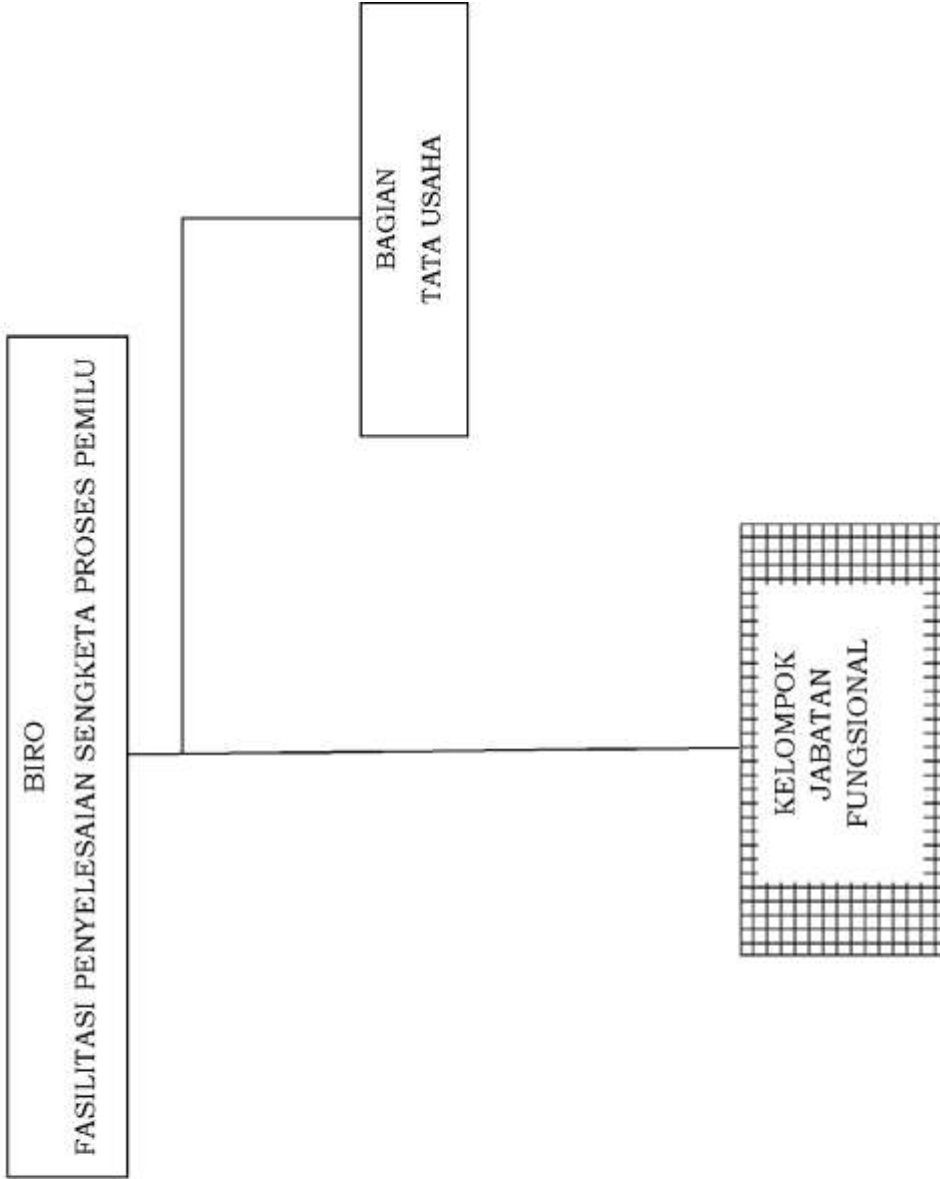 BIRO
FASILITASI PENYELESAIAN SENGKETA PROSES PEMILU
BAGIAN
TATA USAHA
KELOMPOK
JABATAN
FUNGSIONAL